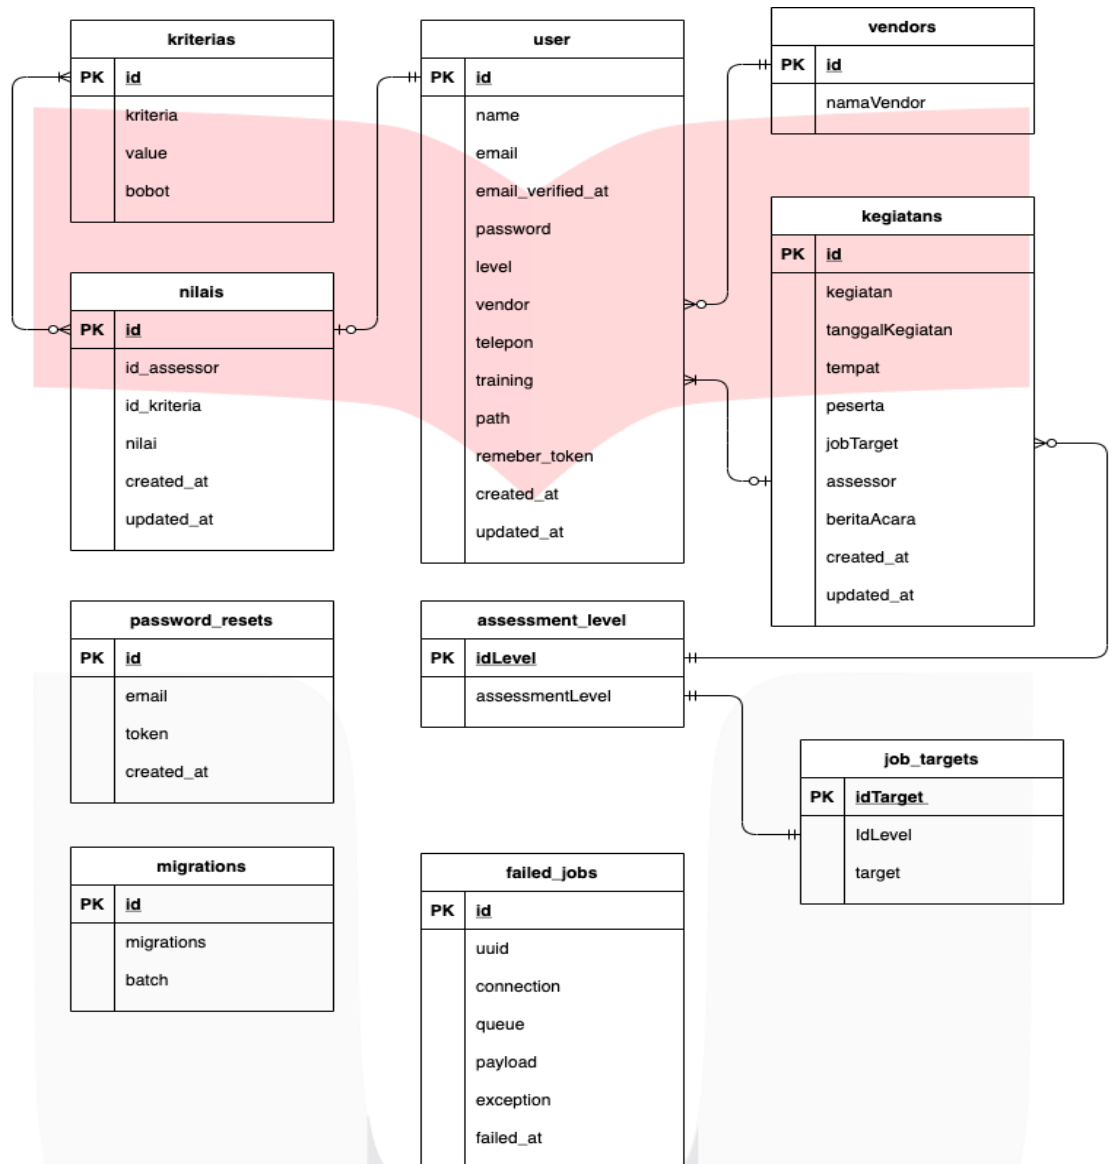 kriterias
PK id
kriteria
value
bobot
user
PK id
name
email
email_verified_at
password
level
vendor
telepon
training
path
remeber_token
created_at
updated_at
vendors
PK id
namaVendor
nilais
PK id
id_assessor
id_kriteria
nilai
created_at
updated_at
kegiatans
PK id
kegiatan
tanggalKegiatan
tempat
peserta
jobTarget
assessor
beritaAcara
created_at
updated_at
password_resets
PK id
email
token
created_at
assessment_level
PK idLevel
assessmentLevel
job_targets
PK idTarget
IdLevel
target
migrations
PK id
migrations
batch
failed_jobs
PK id
uuid
connection
queue
payload
exception
failed_at